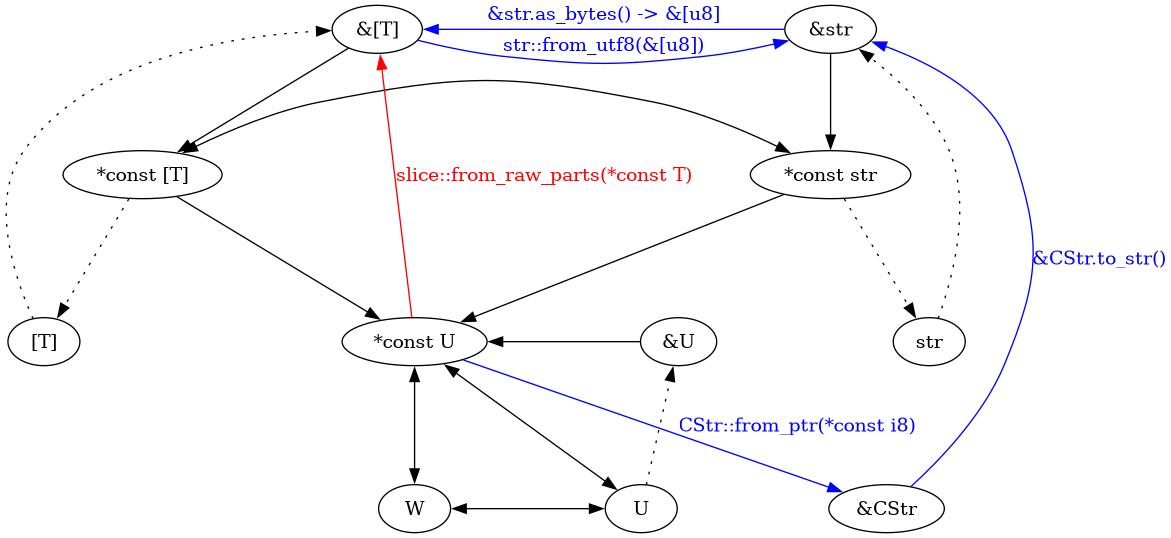 &str.as_bytes() -> &[u8]
&[T]
&str
str::from_utf8(&[u8])
*const [T]
slice::from_raw_parts(*const T)
*const str
&CStr.to_str()
[T]
*const U
&U
str
CStr::from_ptr(*const i8)
W
U
&CStr